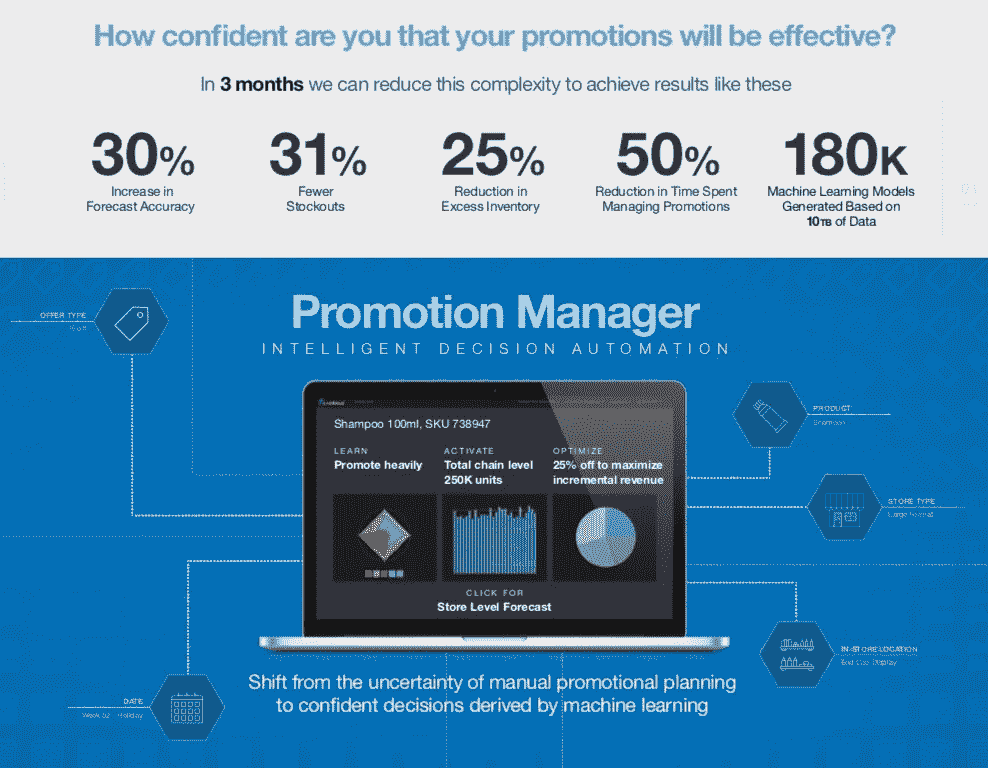 How confident are you that your promotions will be effective?
In 3 months we can reduce this complexity to achieve results like these
30%
Increase in
Forecast Accuracy
31%
Fewer
Stockouts
25%
Reduction in
Excess Inventory
50%
Reduction in Time Spent
Managing Promotions
180K
Machine Learning Models
Generated Based on
10TB of Data
Promotion Manager
INTELLIGENT DECISION AUTOMATION
OFFER TYPE
% off
Shampoo 100ml, SKU 738947
LEARN
Promote heavily
ACTIVATE
Total chain level
250K units
OPTIMIZE
25% off to maximize
incremental revenue
CLICK FOR
Store Level Forecast
PRODUCT
Shampoo
STORE TYPE
Large Format
IN-STORE LOCATION
End Cap Display
DATE
Week 52 Holiday
Shift from the uncertainty of manual promotional planning
to confident decisions derived by machine learning